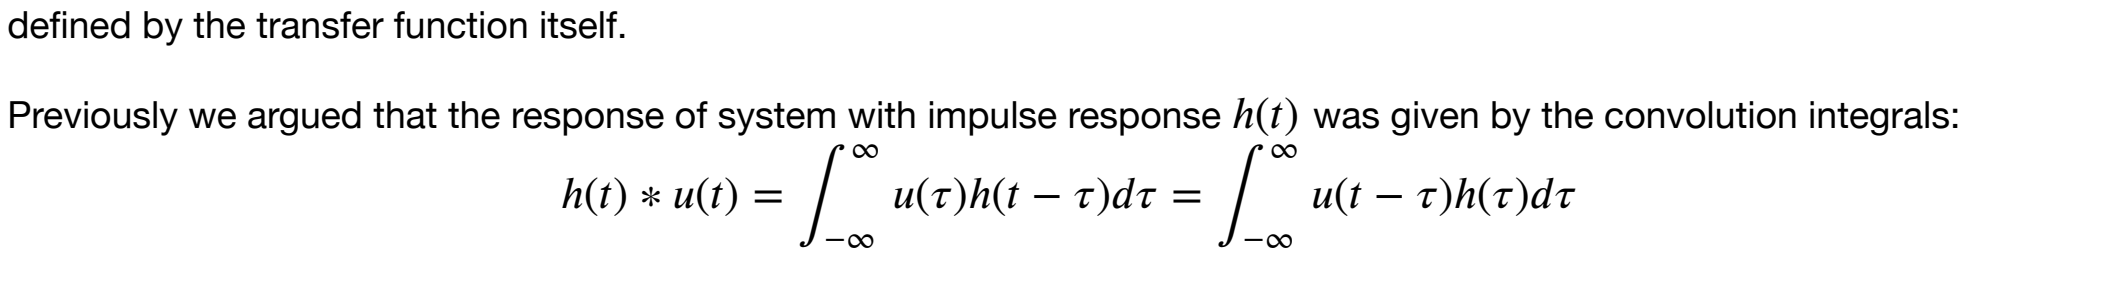 defined by the transfer function itself.
Previously we argued that the response of system with impulse response h(t) was given by the convolution integrals:
h(t) * u(t) = ∫_{−∞}^{∞} u(τ)h(t − τ)dτ = ∫_{−∞}^{∞} u(t − τ)h(τ)dτ